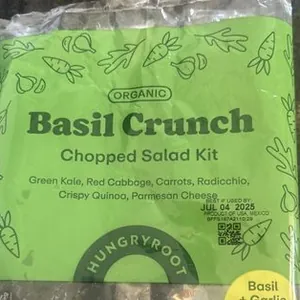 ORGANIC
Basil Crunch
Chopped Salad Kit
Green Kale, Red Cabbage, Carrots, Radicchio,
Crispy Quinoa, Parmesan Cheese
BEST IF USED BY
JUL 04 2025
PRODUCT OF USA, MEXICO
HUNGRYROOT
Basil
+ Garlic